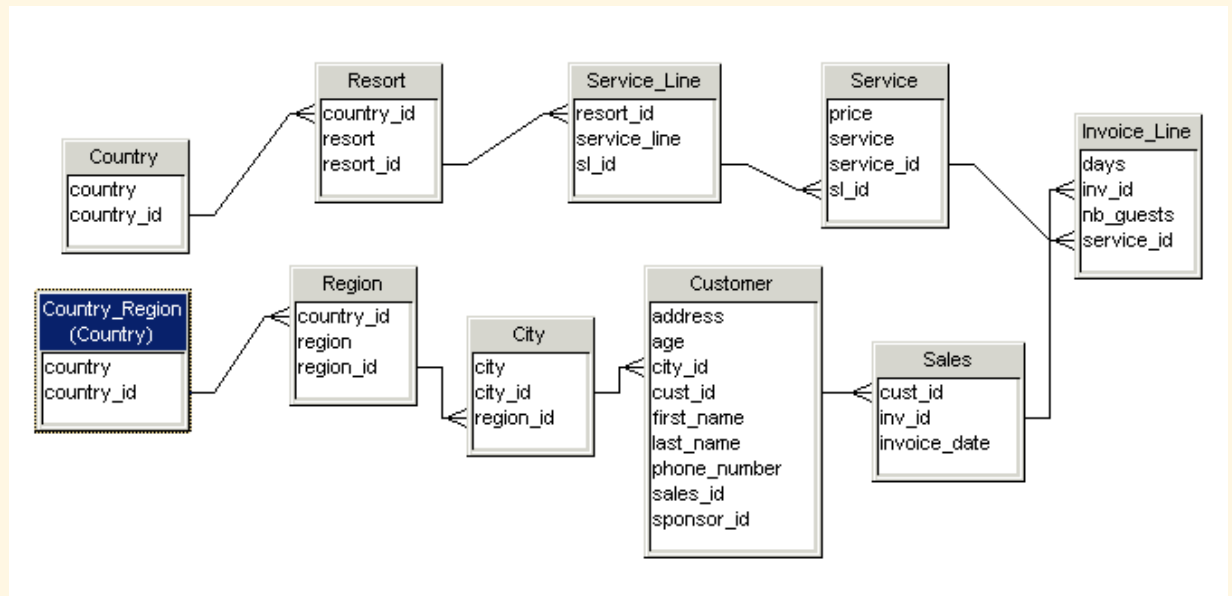 Country
country
country_id
Resort
country_id
resort
resort_id
Service_Line
resort_id
service_line
sl_id
Service
price
service
service_id
sl_id
Invoice_Line
days
inv_id
nb_guests
service_id
Country_Region
(Country)
country
country_id
Region
country_id
region
region_id
City
city
city_id
region_id
Customer
address
age
city_id
cust_id
first_name
last_name
phone_number
sales_id
sponsor_id
Sales
cust_id
inv_id
invoice_date